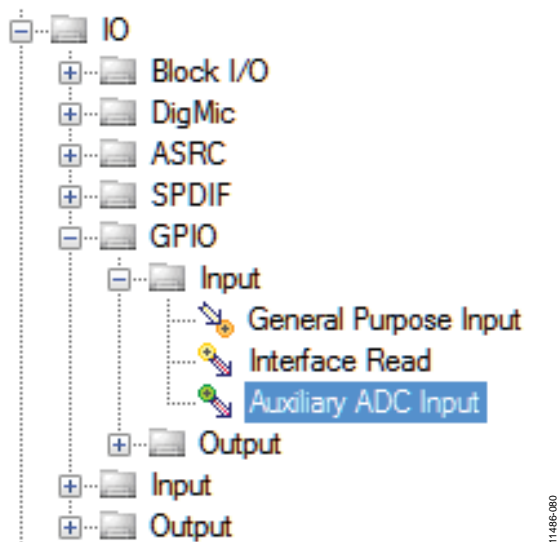 IO
Block I/O
DigMic
ASRC
SPDIF
GPIO
Input
General Purpose Input
Interface Read
Auxiliary ADC Input
Output
Input
Output
11486-080